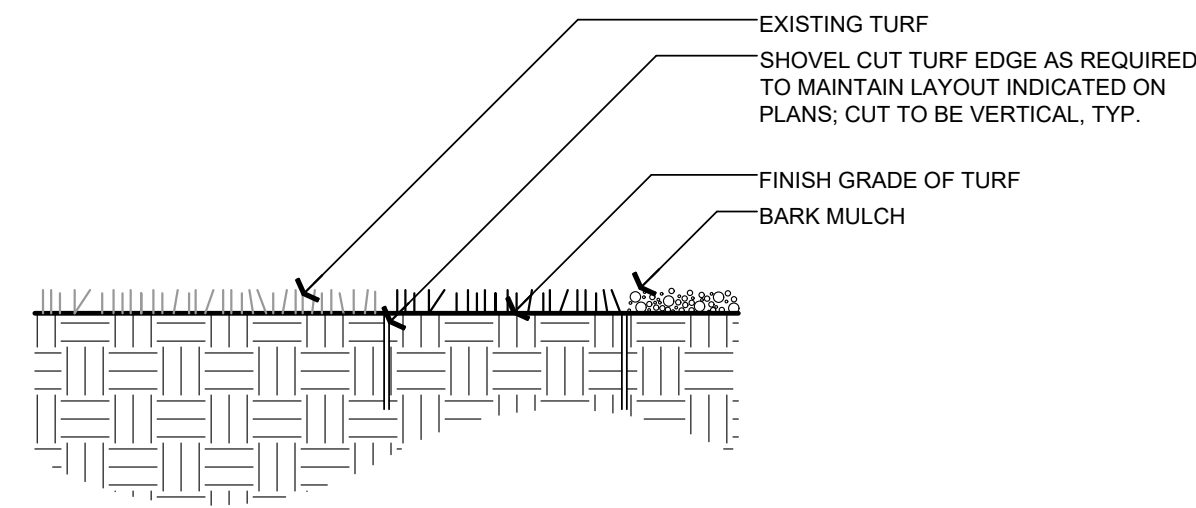 EXISTING TURF
SHOVEL CUT TURF EDGE AS REQUIRED
TO MAINTAIN LAYOUT INDICATED ON
PLANS; CUT TO BE VERTICAL, TYP.
FINISH GRADE OF TURF
BARK MULCH